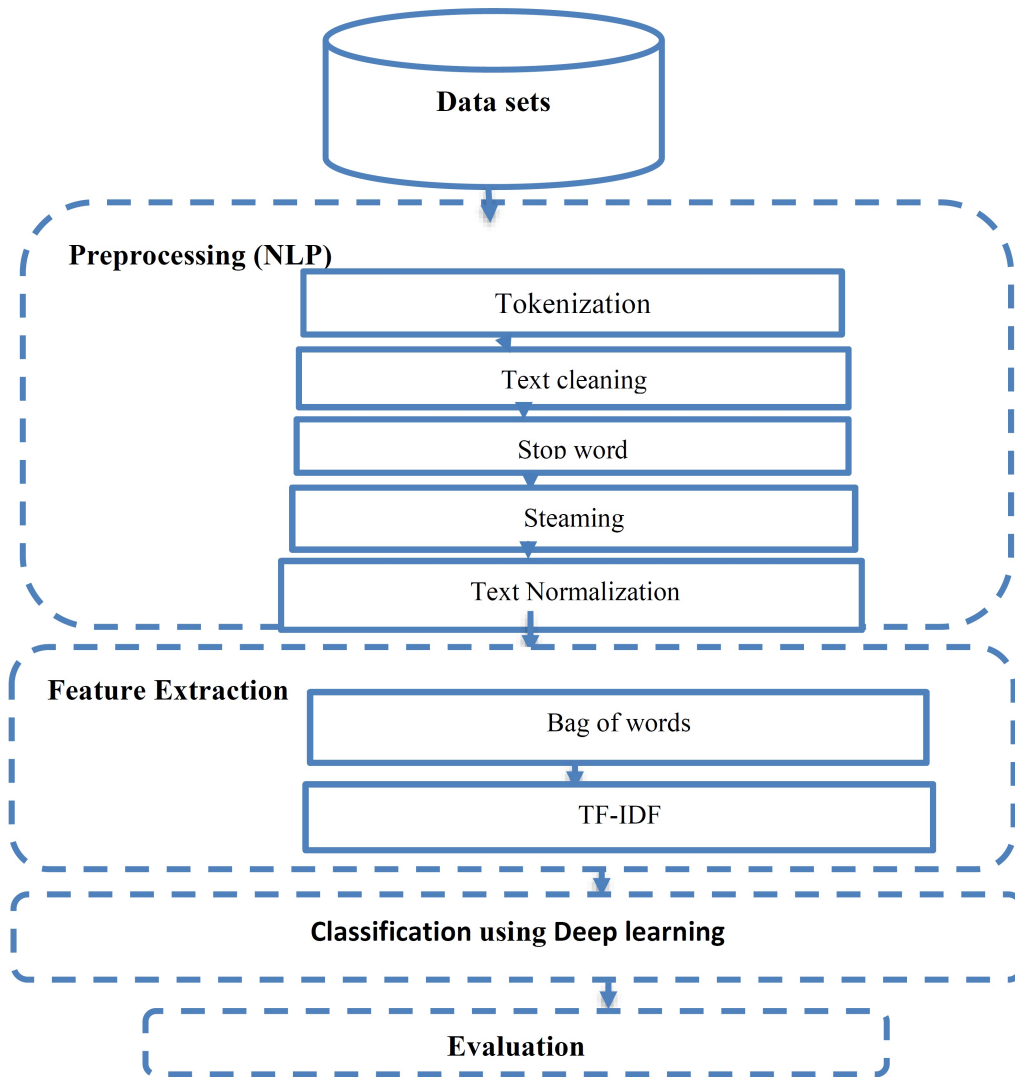 Data sets
Preprocessing (NLP)
Tokenization
Text cleaning
Stop word
Steaming
Text Normalization
Feature Extraction
Bag of words
TF-IDF
Classification using Deep learning
Evaluation